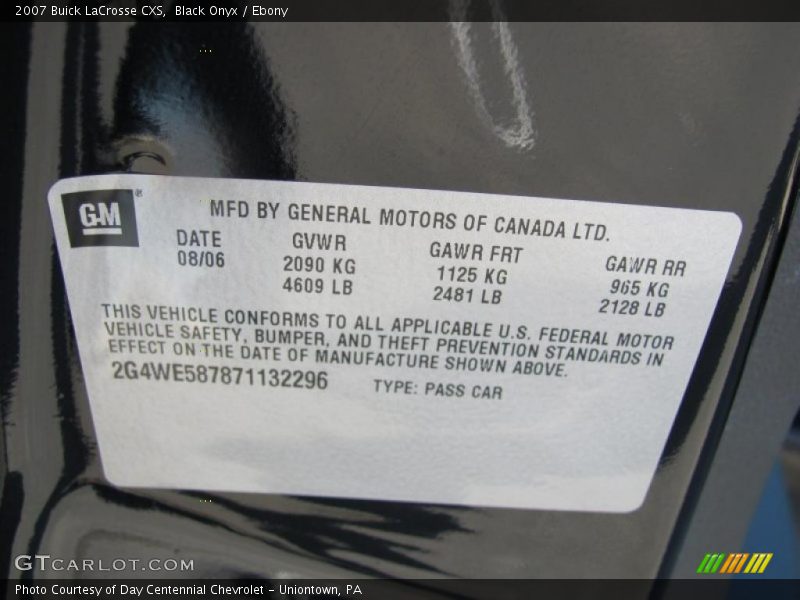 2007 Buick LaCrosse CXS, Black Onyx / Ebony
GM®
MFD BY GENERAL MOTORS OF CANADA LTD.
DATE GVWR GAWR FRT GAWR RR
08/06 2090 KG 1125 KG 965 KG
4609 LB 2481 LB 2128 LB
THIS VEHICLE CONFORMS TO ALL APPLICABLE U.S. FEDERAL MOTOR
VEHICLE SAFETY, BUMPER, AND THEFT PREVENTION STANDARDS IN
EFFECT ON THE DATE OF MANUFACTURE SHOWN ABOVE.
2G4WE587871132296 TYPE: PASS CAR
GTCARLOT.COM
Photo Courtesy of Day Centennial Chevrolet - Uniontown, PA